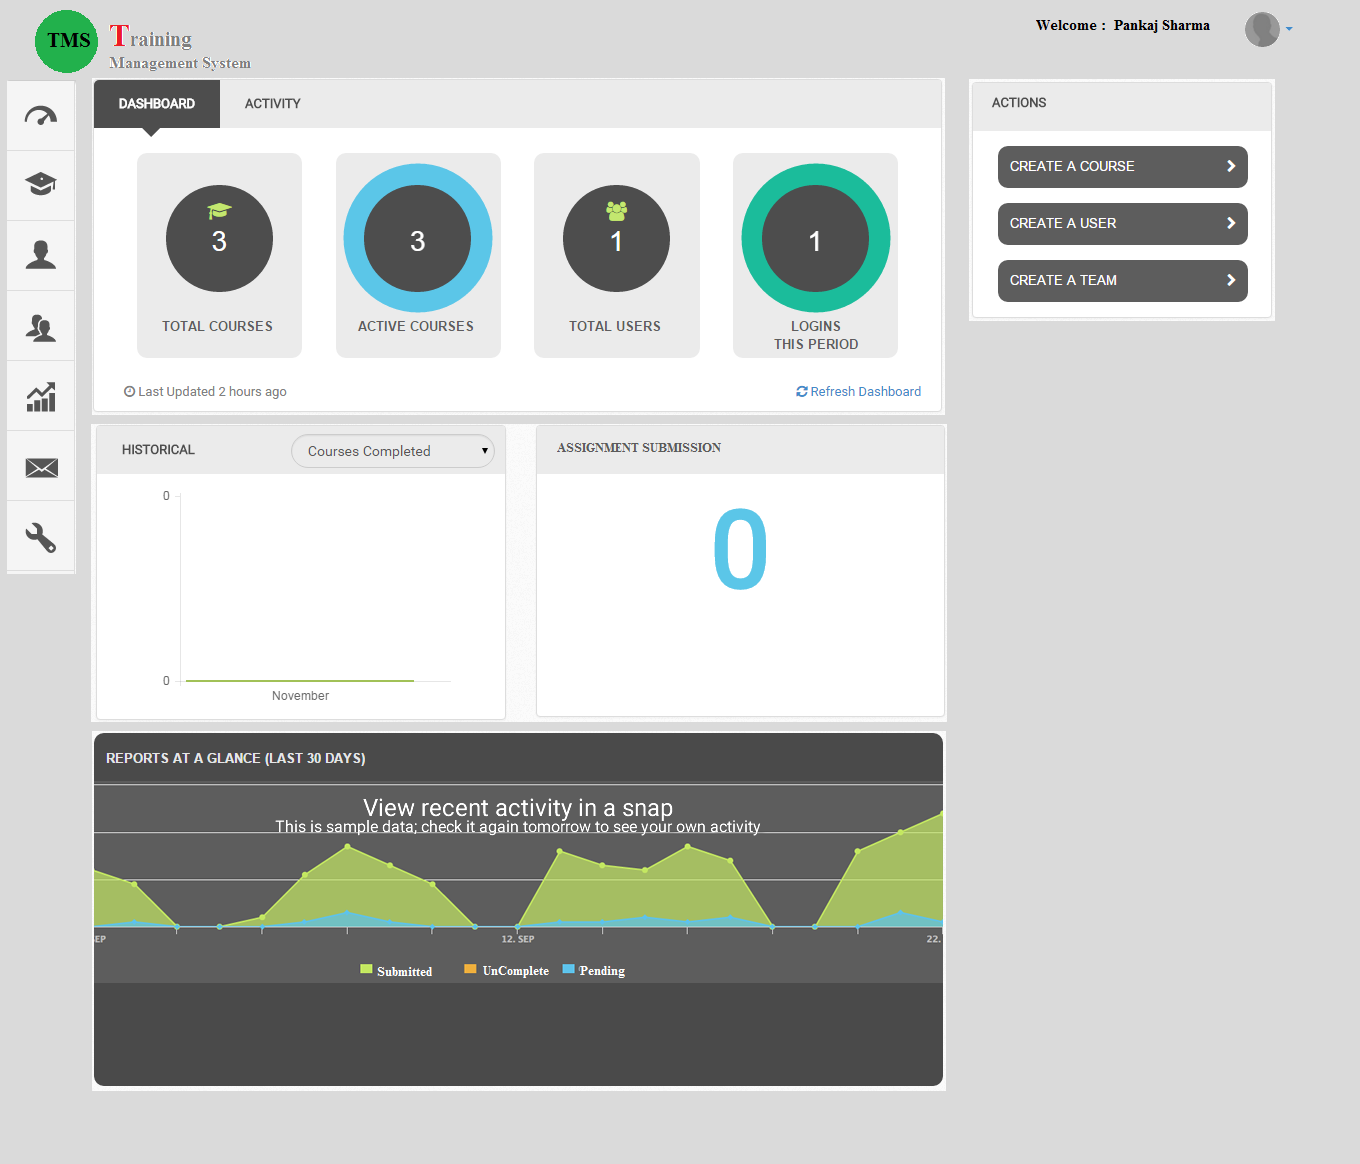 TMS
Training
Management System
Welcome : Pankaj Sharma
DASHBOARD
ACTIVITY
3
TOTAL COURSES
3
ACTIVE COURSES
1
TOTAL USERS
1
LOGINS
THIS PERIOD
Last Updated 2 hours ago
Refresh Dashboard
ACTIONS
CREATE A COURSE
CREATE A USER
CREATE A TEAM
HISTORICAL
Courses Completed
0
0
November
ASSIGNMENT SUBMISSION
0
REPORTS AT A GLANCE (LAST 30 DAYS)
View recent activity in a snap
This is sample data; check it again tomorrow to see your own activity
EP
12. SEP
22.
Submitted
UnComplete
Pending